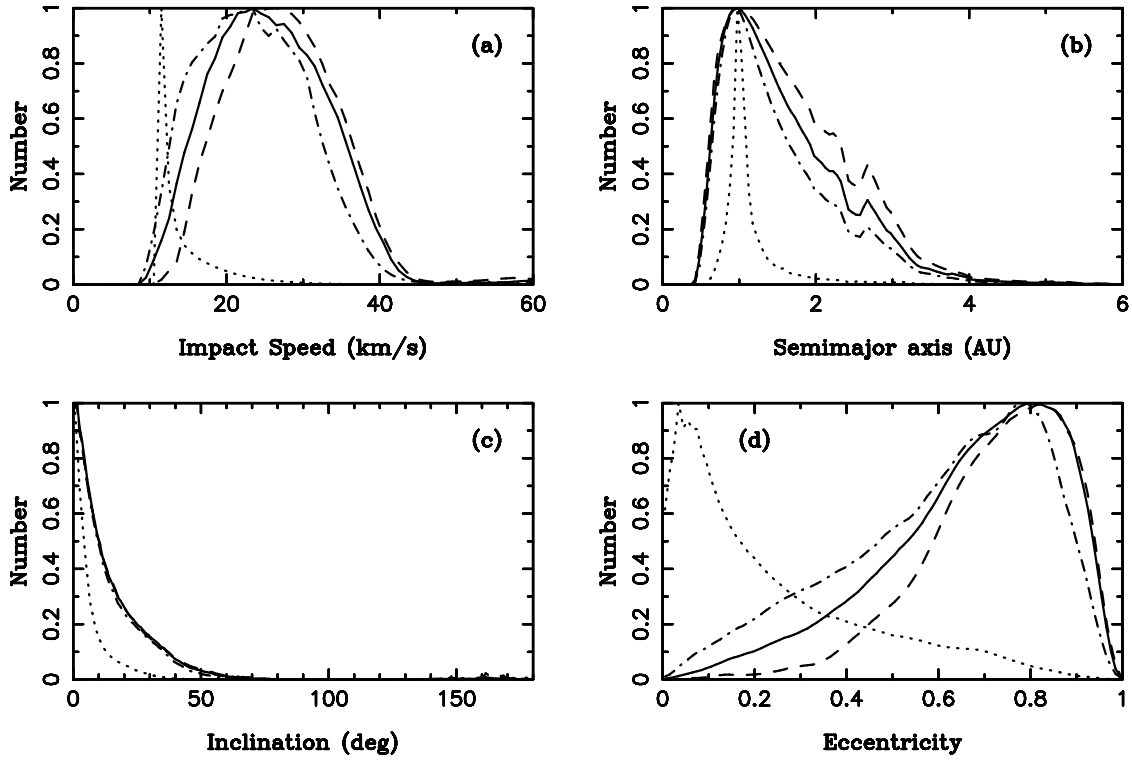 (a)
Number
0 0.2 0.4 0.6 0.8 1
0 20 40 60
Impact Speed (km/s)
(b)
Number
0 0.2 0.4 0.6 0.8 1
0 2 4 6
Semimajor axis (AU)
(c)
Number
0 0.2 0.4 0.6 0.8 1
0 50 100 150
Inclination (deg)
(d)
Number
0 0.2 0.4 0.6 0.8 1
0 0.2 0.4 0.6 0.8 1
Eccentricity